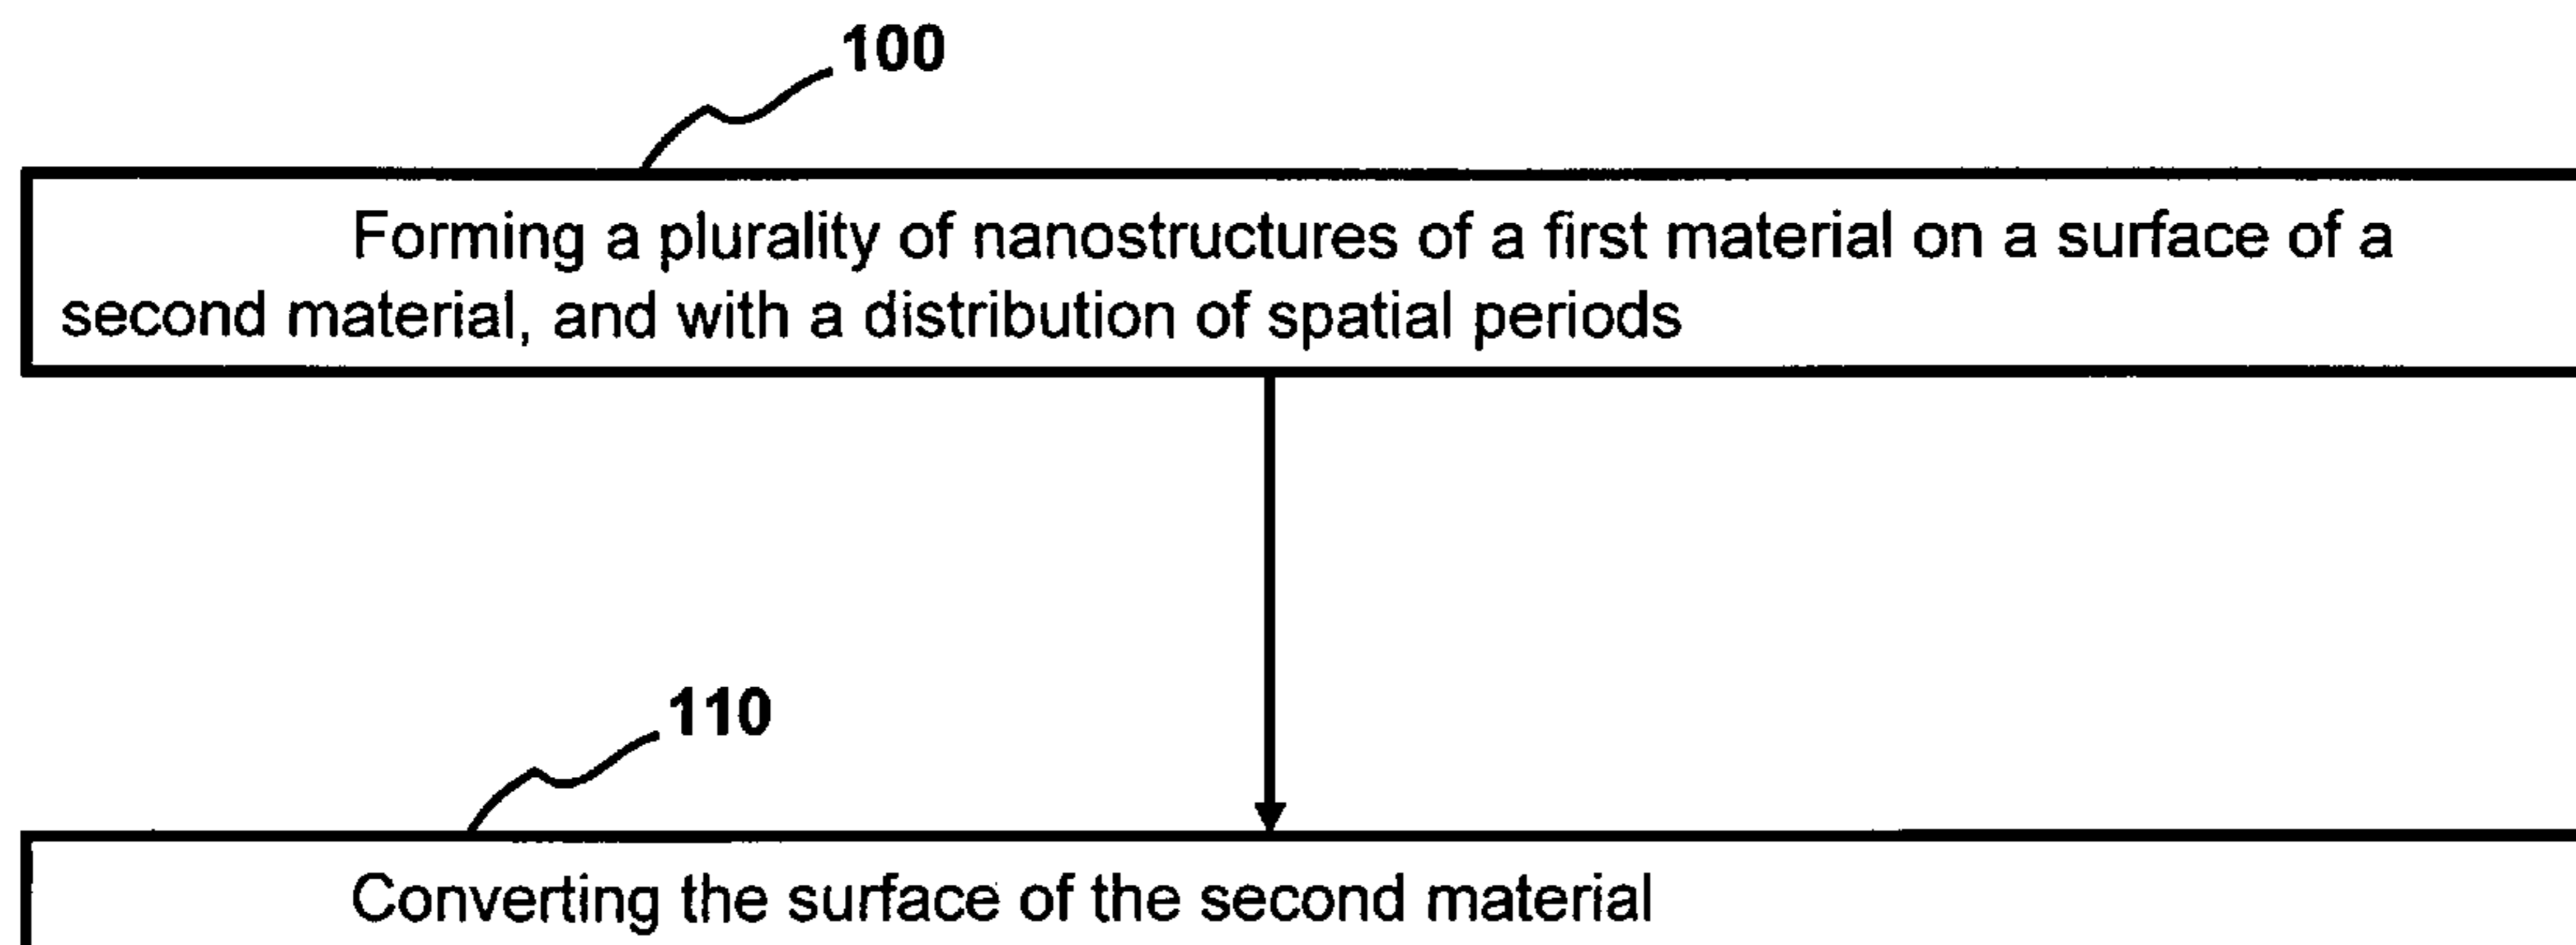 100
Forming a plurality of nanostructures of a first material on a surface of a
second material, and with a distribution of spatial periods
110
Converting the surface of the second material